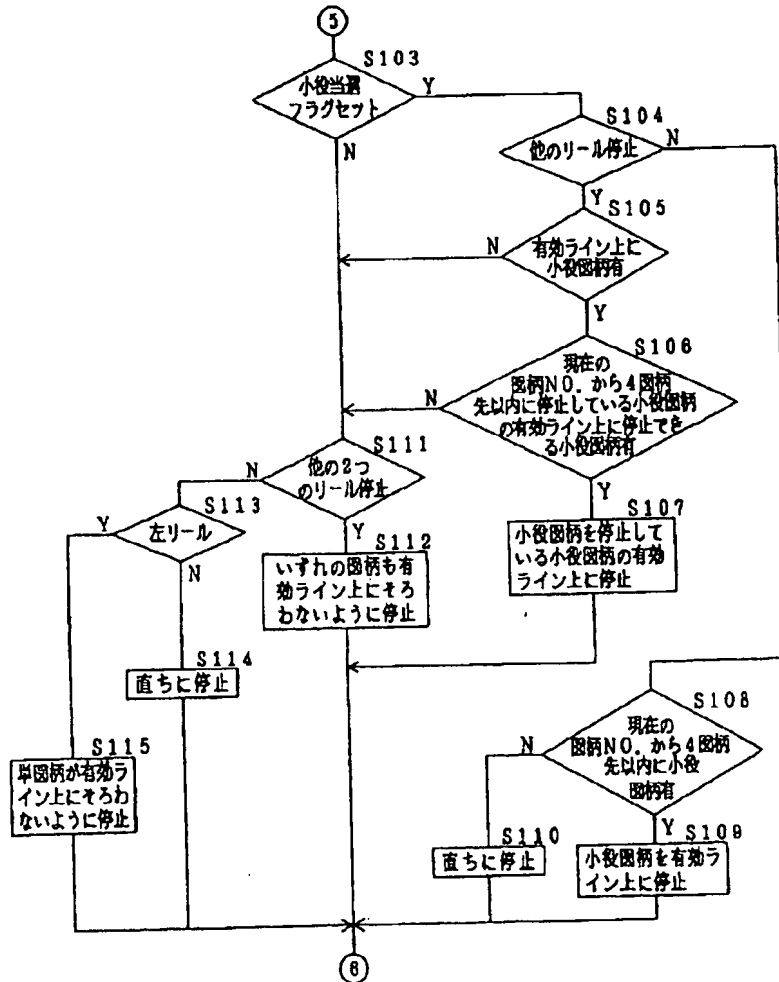 5
S103
小役当選
フラグセット
Y
N
S104
他のリール停止
N
Y
S105
有効ライン上に
小役図柄有
N
Y
S106
現在の
図柄NO.から4図柄
先以内に停止している小役図柄
の有効ライン上に停止でき
る小役図柄有
N
Y
S107
小役図柄を停止して
いる小役図柄の有効
ライン上に停止
S111
他の2つ
のリール停止
N
Y
S112
いずれの図柄も有
効ライン上にそろ
わないように停止
S113
左リール
Y
N
S114
直ちに停止
S115
単図柄が有効ラ
イン上にそろわ
ないように停止
S108
現在の
図柄NO.から4図柄
先以内に小役
図柄有
N
Y
S110
直ちに停止
S109
小役図柄を有効ラ
イン上に停止
6